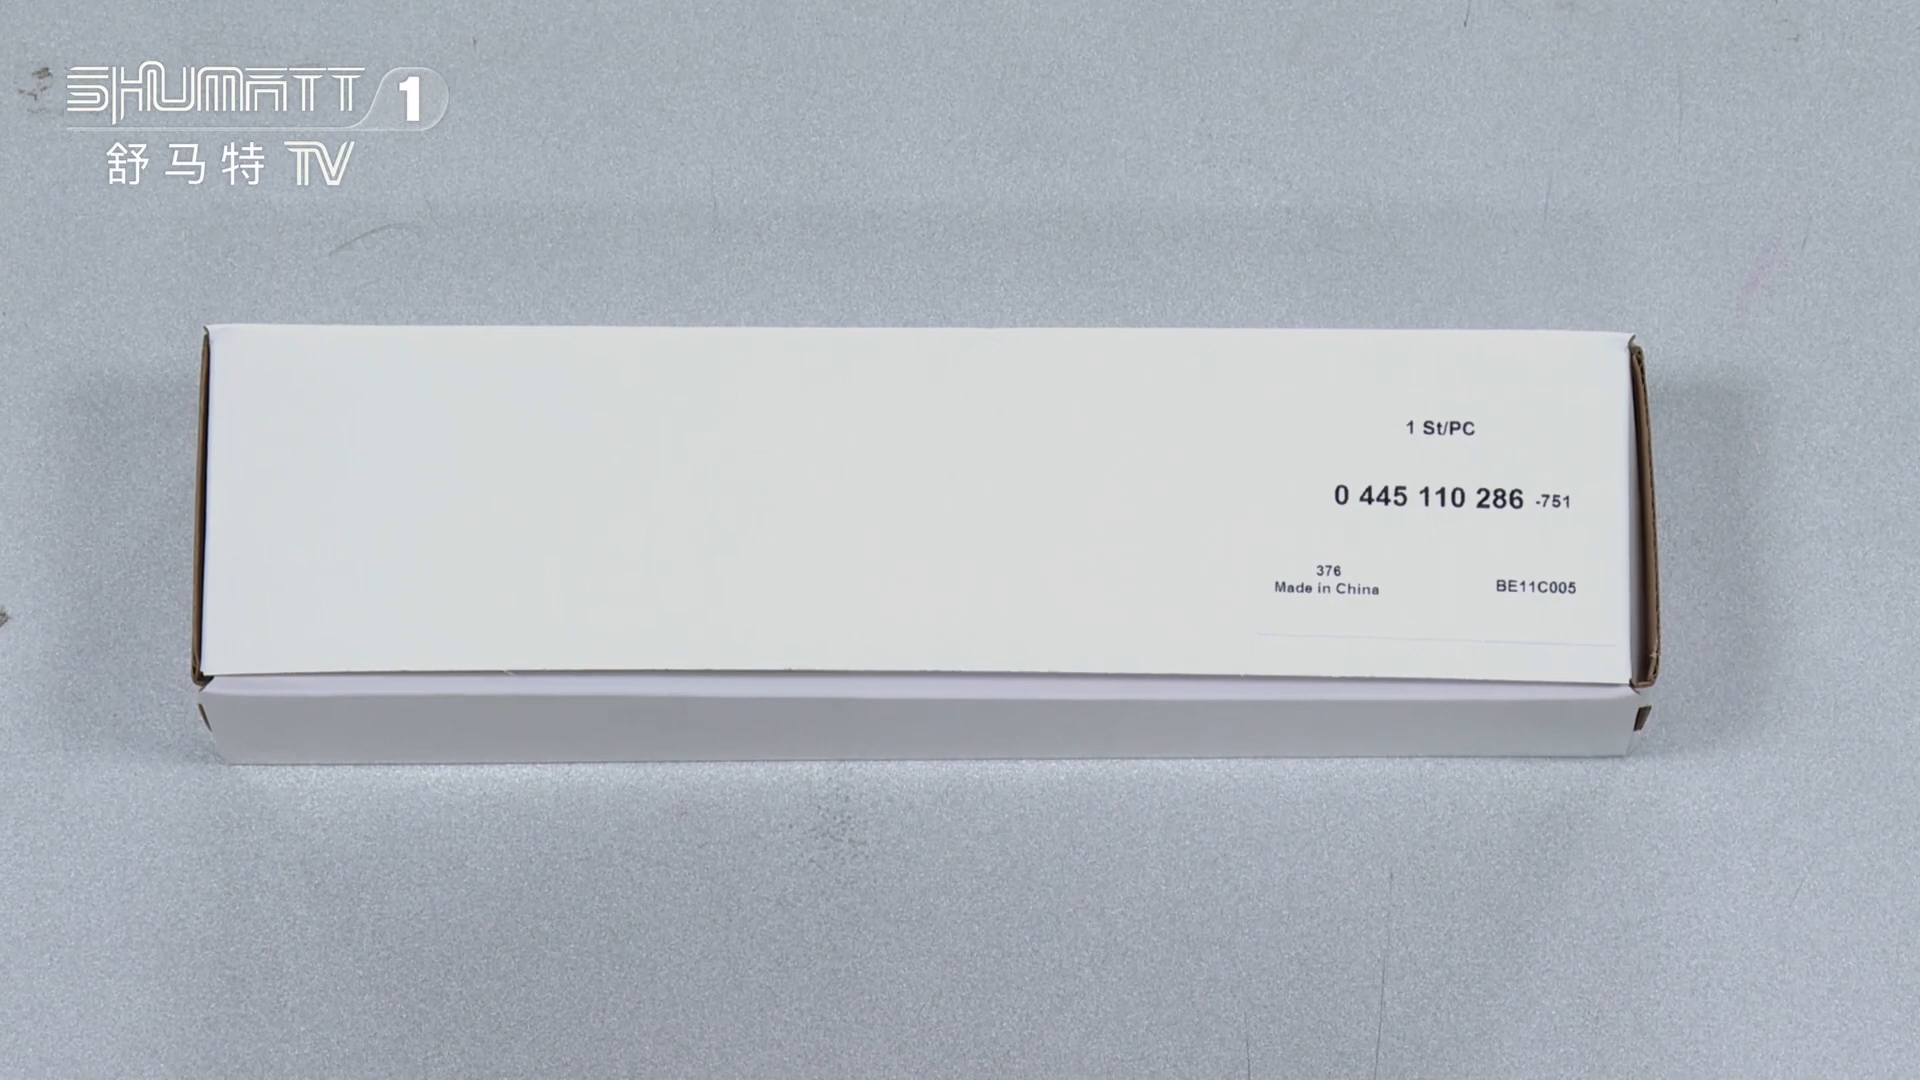 SHUMATT 1
舒马特 TV
1 St/PC
0 445 110 286 -751
376
Made in China
BE11C005